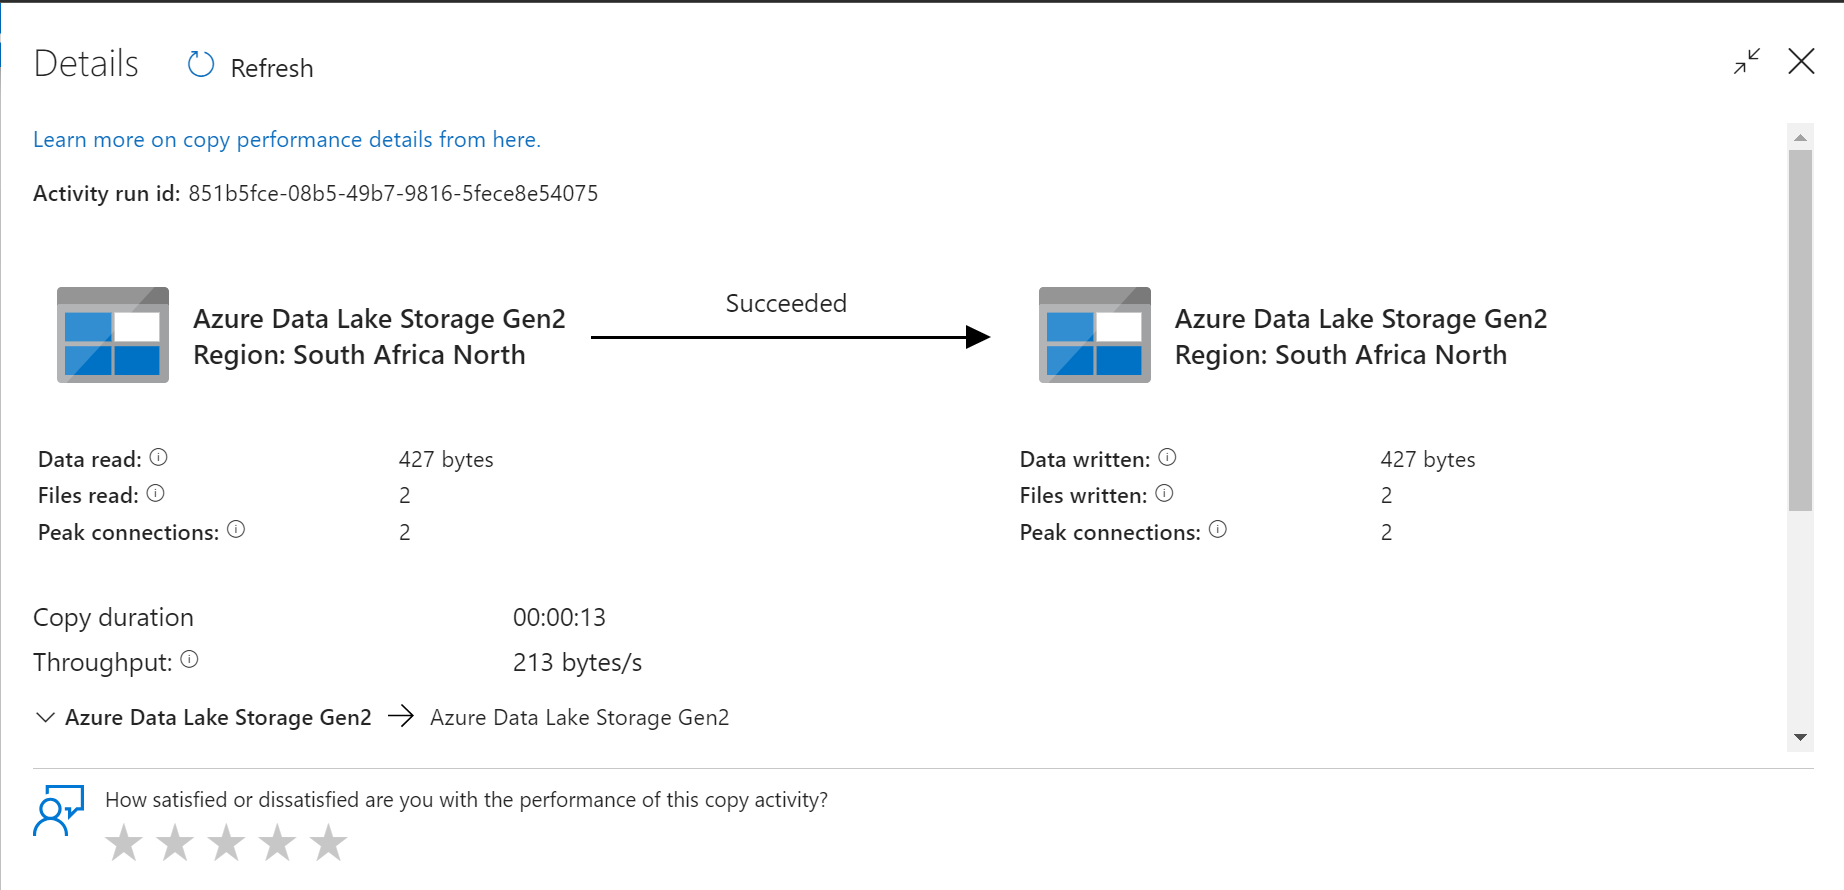 Details Refresh
Learn more on copy performance details from here.
Activity run id: 851b5fce-08b5-49b7-9816-5fece8e54075
Azure Data Lake Storage Gen2
Region: South Africa North
Succeeded
Azure Data Lake Storage Gen2
Region: South Africa North
Data read: 427 bytes
Files read: 2
Peak connections: 2
Data written: 427 bytes
Files written: 2
Peak connections: 2
Copy duration 00:00:13
Throughput: 213 bytes/s
Azure Data Lake Storage Gen2 → Azure Data Lake Storage Gen2
How satisfied or dissatisfied are you with the performance of this copy activity?